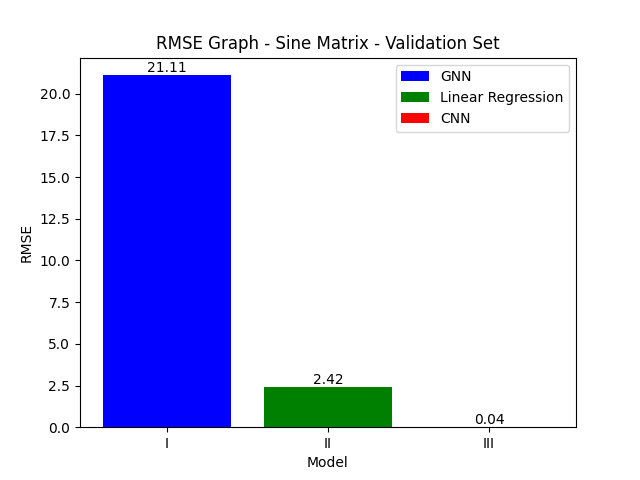 RMSE Graph - Sine Matrix - Validation Set
21.11
GNN
Linear Regression
CNN
20.0
17.5
15.0
12.5
10.0
7.5
5.0
2.5
0.0
RMSE
2.42
0.04
I
II
III
Model